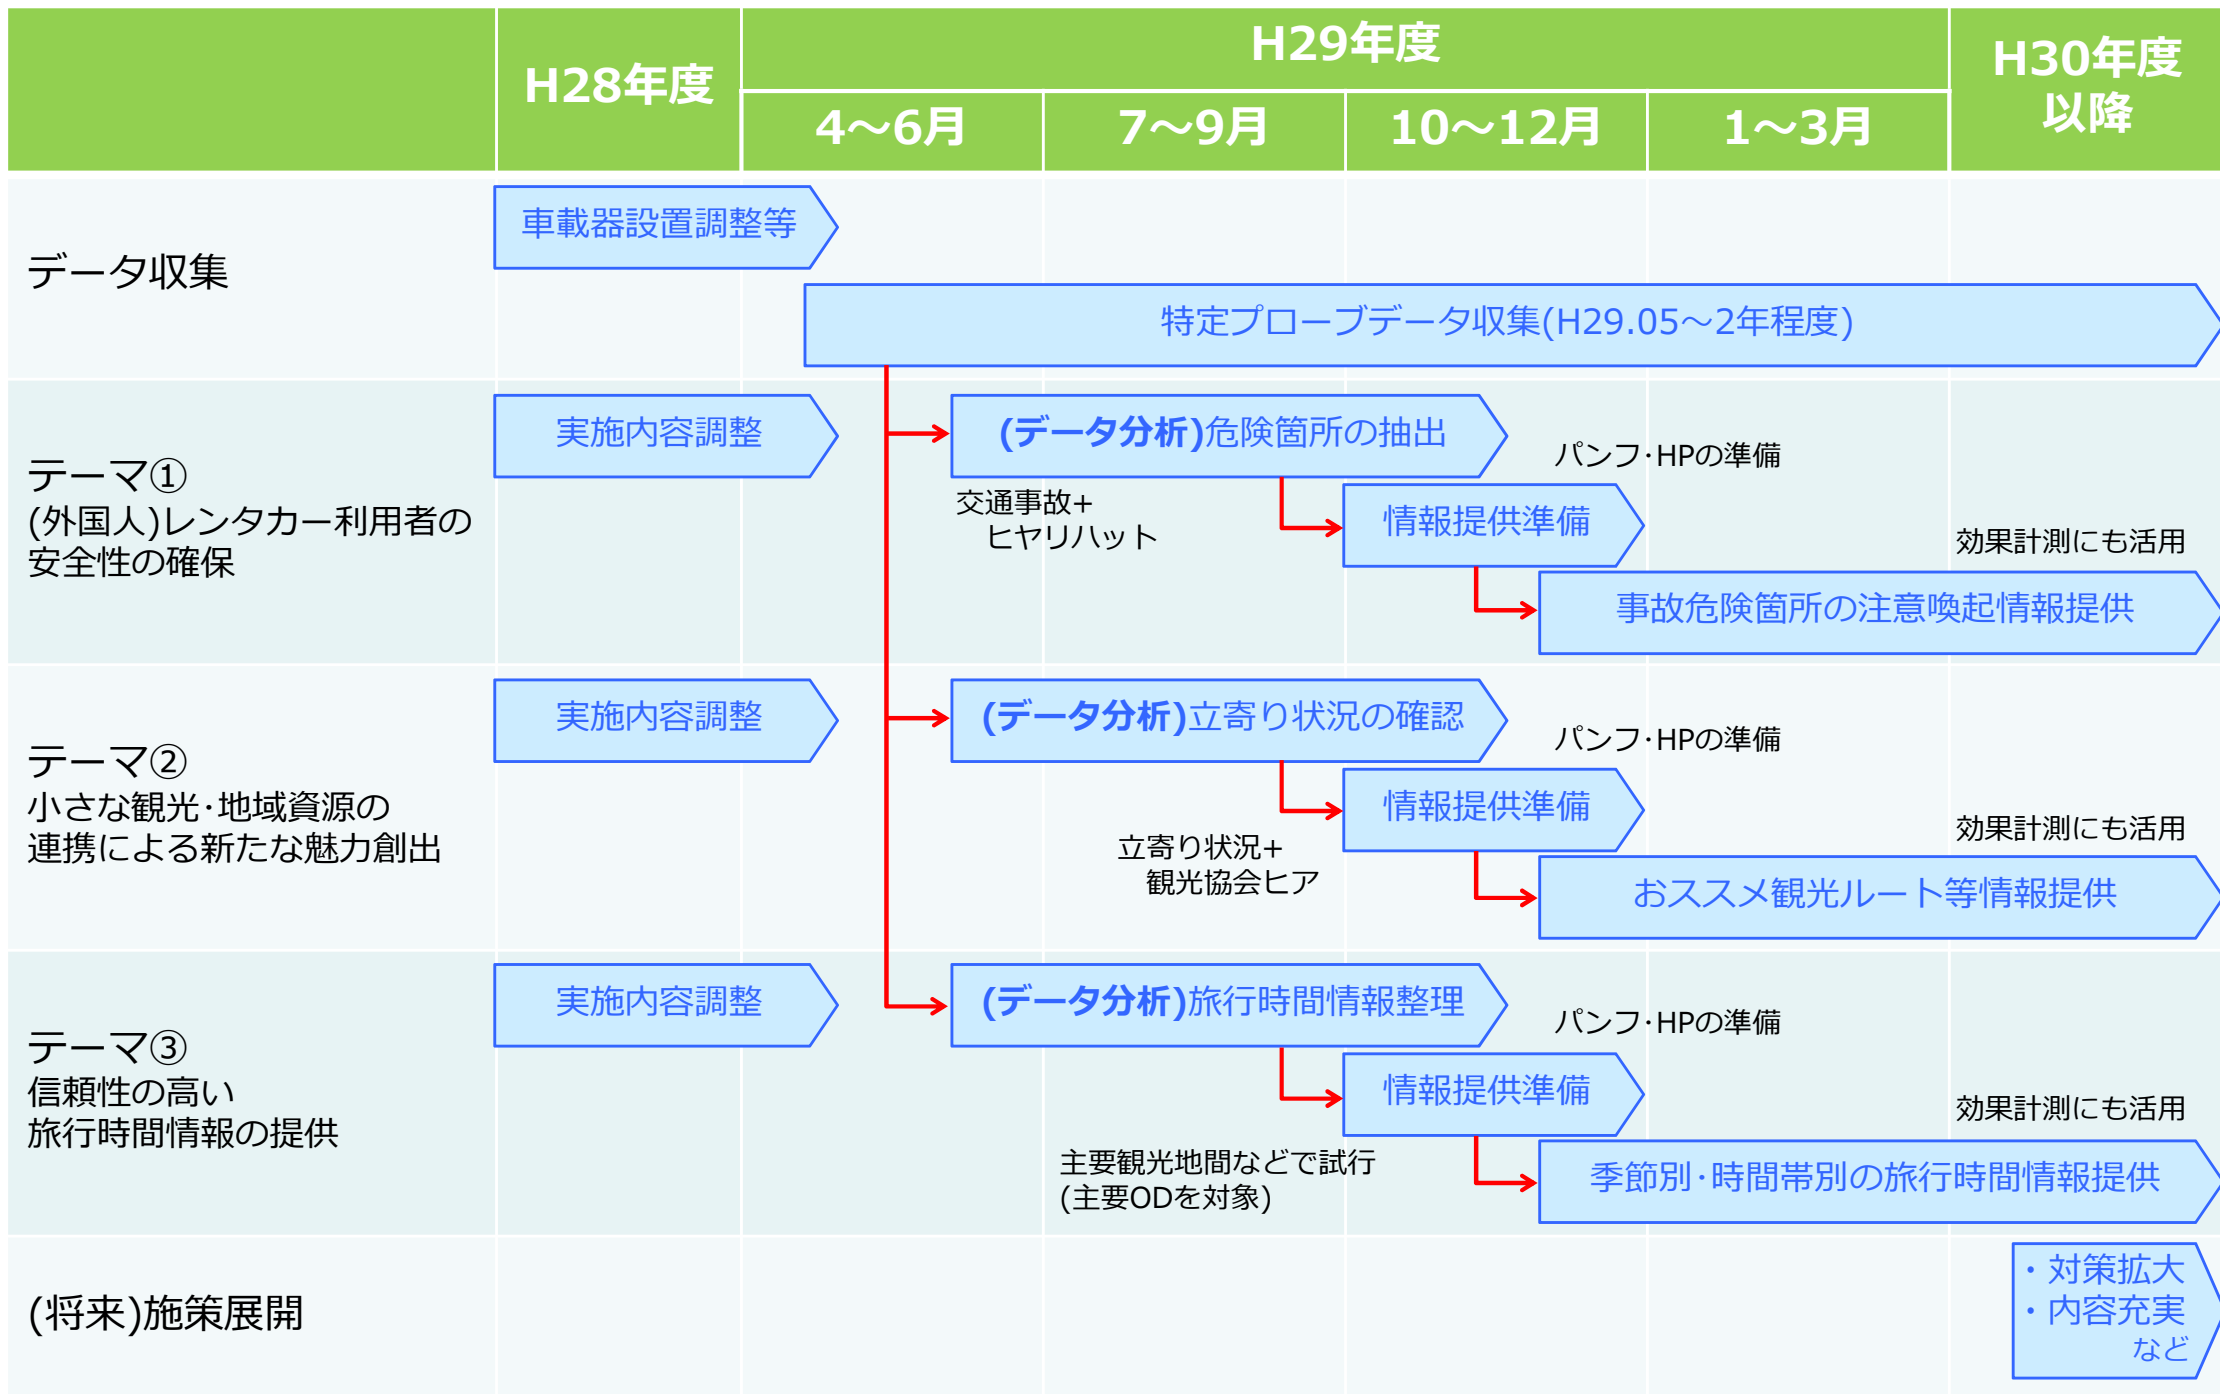 H28年度
H29年度
H30年度
以降
4～6月
7～9月
10～12月
1～3月
データ収集
車載器設置調整等
特定プローブデータ収集(H29.05～2年程度)
テーマ①
(外国人)レンタカー利用者の
安全性の確保
実施内容調整
(データ分析)危険箇所の抽出
交通事故+
ヒヤリハット
パンフ･HPの準備
情報提供準備
効果計測にも活用
事故危険箇所の注意喚起情報提供
テーマ②
小さな観光･地域資源の
連携による新たな魅力創出
実施内容調整
(データ分析)立寄り状況の確認
立寄り状況+
観光協会ヒア
パンフ･HPの準備
情報提供準備
効果計測にも活用
おススメ観光ルート等情報提供
テーマ③
信頼性の高い
旅行時間情報の提供
実施内容調整
(データ分析)旅行時間情報整理
主要観光地間などで試行
(主要ODを対象)
パンフ･HPの準備
情報提供準備
効果計測にも活用
季節別･時間帯別の旅行時間情報提供
(将来)施策展開
・対策拡大
・内容充実
など